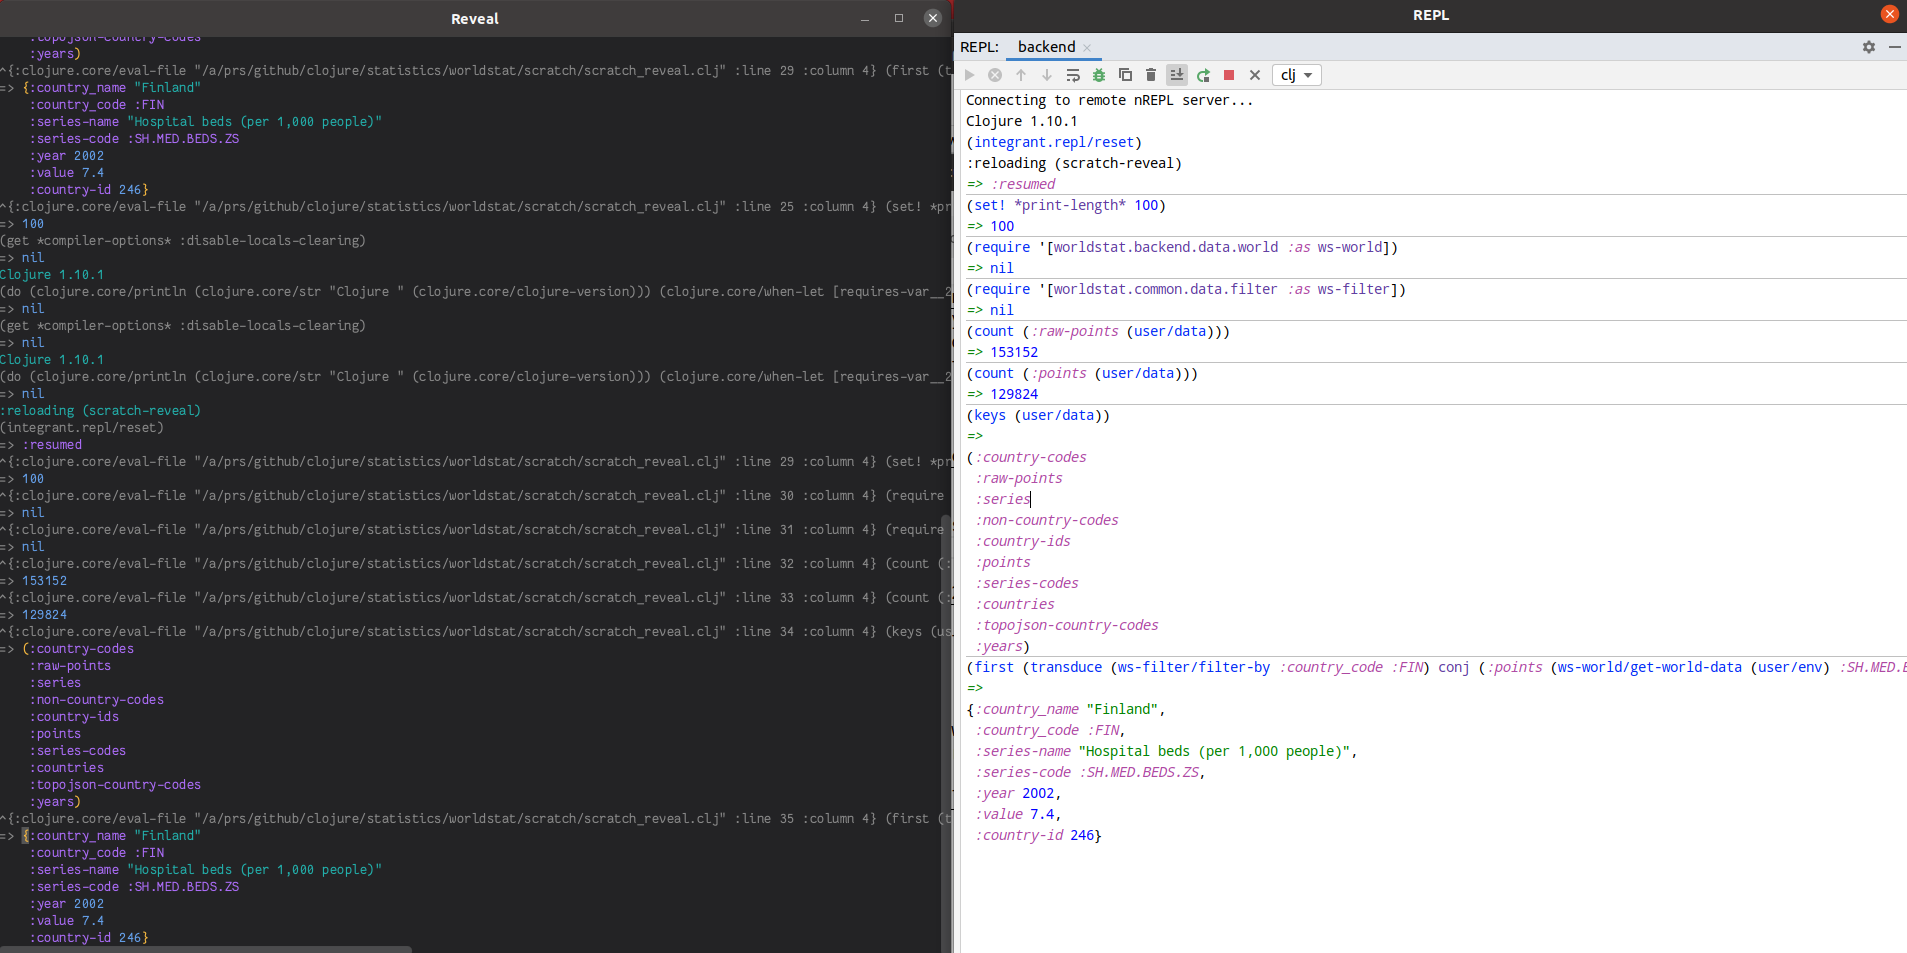 Reveal
:topojson-country-codes
:years)
^{:clojure.core/eval-file "/a/prs/github/clojure/statistics/worldstat/scratch/scratch_reveal.clj" :line 29 :column 4} (first (t
=> {:country_name "Finland"
:country_code :FIN
:series-name "Hospital beds (per 1,000 people)"
:series-code :SH.MED.BEDS.ZS
:year 2002
:value 7.4
:country-id 246}
^{:clojure.core/eval-file "/a/prs/github/clojure/statistics/worldstat/scratch/scratch_reveal.clj" :line 25 :column 4} (set! *pr
=> 100
(get *compiler-options* :disable-locals-clearing)
=> nil
Clojure 1.10.1
(do (clojure.core/println (clojure.core/str "Clojure " (clojure.core/clojure-version))) (clojure.core/when-let [requires-var__2
=> nil
(get *compiler-options* :disable-locals-clearing)
=> nil
Clojure 1.10.1
(do (clojure.core/println (clojure.core/str "Clojure " (clojure.core/clojure-version))) (clojure.core/when-let [requires-var__2
=> nil
:reloading (scratch-reveal)
(integrant.repl/reset)
=> :resumed
^{:clojure.core/eval-file "/a/prs/github/clojure/statistics/worldstat/scratch/scratch_reveal.clj" :line 29 :column 4} (set! *pr
=> 100
^{:clojure.core/eval-file "/a/prs/github/clojure/statistics/worldstat/scratch/scratch_reveal.clj" :line 30 :column 4} (require
=> nil
^{:clojure.core/eval-file "/a/prs/github/clojure/statistics/worldstat/scratch/scratch_reveal.clj" :line 31 :column 4} (require
=> nil
^{:clojure.core/eval-file "/a/prs/github/clojure/statistics/worldstat/scratch/scratch_reveal.clj" :line 32 :column 4} (count (:
=> 153152
^{:clojure.core/eval-file "/a/prs/github/clojure/statistics/worldstat/scratch/scratch_reveal.clj" :line 33 :column 4} (count (:
=> 129824
^{:clojure.core/eval-file "/a/prs/github/clojure/statistics/worldstat/scratch/scratch_reveal.clj" :line 34 :column 4} (keys (us
=> (:country-codes
:raw-points
:series
:non-country-codes
:country-ids
:points
:series-codes
:countries
:topojson-country-codes
:years)
^{:clojure.core/eval-file "/a/prs/github/clojure/statistics/worldstat/scratch/scratch_reveal.clj" :line 35 :column 4} (first (t
=> {:country_name "Finland"
:country_code :FIN
:series-name "Hospital beds (per 1,000 people)"
:series-code :SH.MED.BEDS.ZS
:year 2002
:value 7.4
:country-id 246}
REPL
REPL: backend
clj
Connecting to remote nREPL server...
Clojure 1.10.1
(integrant.repl/reset)
:reloading (scratch-reveal)
=> :resumed
(set! *print-length* 100)
=> 100
(require '[worldstat.backend.data.world :as ws-world])
=> nil
(require '[worldstat.common.data.filter :as ws-filter])
=> nil
(count (:raw-points (user/data)))
=> 153152
(count (:points (user/data)))
=> 129824
(keys (user/data))
=>
(:country-codes
:raw-points
:series
:non-country-codes
:country-ids
:points
:series-codes
:countries
:topojson-country-codes
:years)
(first (transduce (ws-filter/filter-by :country_code :FIN) conj (:points (ws-world/get-world-data (user/env) :SH.MED.B
=>
{:country_name "Finland",
:country_code :FIN,
:series-name "Hospital beds (per 1,000 people)",
:series-code :SH.MED.BEDS.ZS,
:year 2002,
:value 7.4,
:country-id 246}